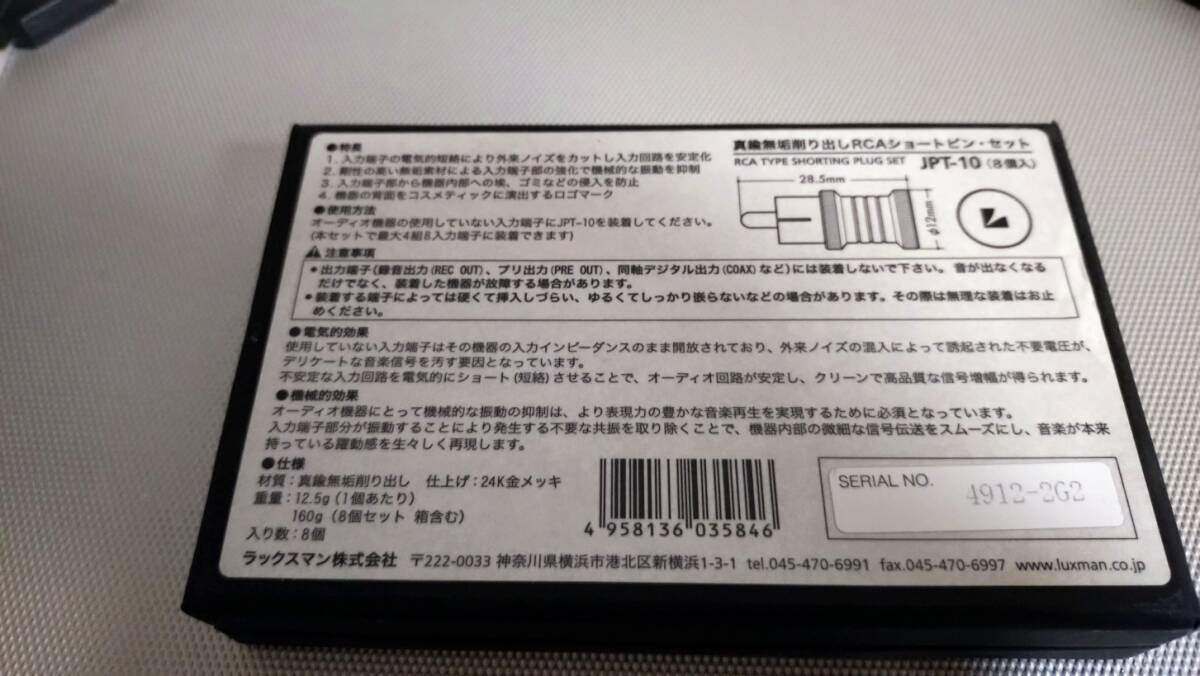 ●特長
1. 入力端子の電気的短絡により外来ノイズをカットし入力回路を安定化
2. 剛性の高い無垢素材による入力端子部の強化で機械的な振動を抑制
3. 入力端子部から機器内部への埃、ゴミなどの侵入を防止
4. 機器の背面をコスメティックに演出するロゴマーク
●使用方法
オーディオ機器の使用していない入力端子にJPT-10を装着してください。
(本セットで最大4組8入力端子に装着できます)
真鍮無垢削り出しRCAショートピン・セット
RCA TYPE SHORTING PLUG SET JPT-10 (8個入)
28.5mm
φ12mm
⚠ 注意事項
●出力端子(録音出力(REC OUT)、プリ出力(PRE OUT)、同軸デジタル出力(COAX)など)には装着しないで下さい。音が出なくなる
だけでなく、装着した機器が故障する場合があります。
●装着する端子によっては硬くて挿入しづらい、ゆるくてしっかり嵌らないなどの場合があります。その際は無理な装着はお止
めください。
●電気的効果
使用していない入力端子はその機器の入力インピーダンスのまま開放されており、外来ノイズの混入によって誘起された不要電圧が、
デリケートな音楽信号を汚す要因となっています。
不安定な入力回路を電気的にショート(短絡)させることで、オーディオ回路が安定し、クリーンで高品質な信号増幅が得られます。
●機械的効果
オーディオ機器にとって機械的な振動の抑制は、より表現力の豊かな音楽再生を実現するために必須となっています。
入力端子部分が振動することにより発生する不要な共振を取り除くことで、機器内部の微細な信号伝送をスムーズにし、音楽が本来
持っている躍動感を生々しく再現します。
●仕様
材質:真鍮無垢削り出し 仕上げ:24K金メッキ
重量:12.5g(1個あたり)
160g(8個セット 箱含む)
入り数:8個
4 958136 035846
SERIAL NO. 4912-2G2
ラックスマン株式会社 〒222-0033 神奈川県横浜市港北区新横浜1-3-1 tel.045-470-6991 fax.045-470-6997 www.luxman.co.jp